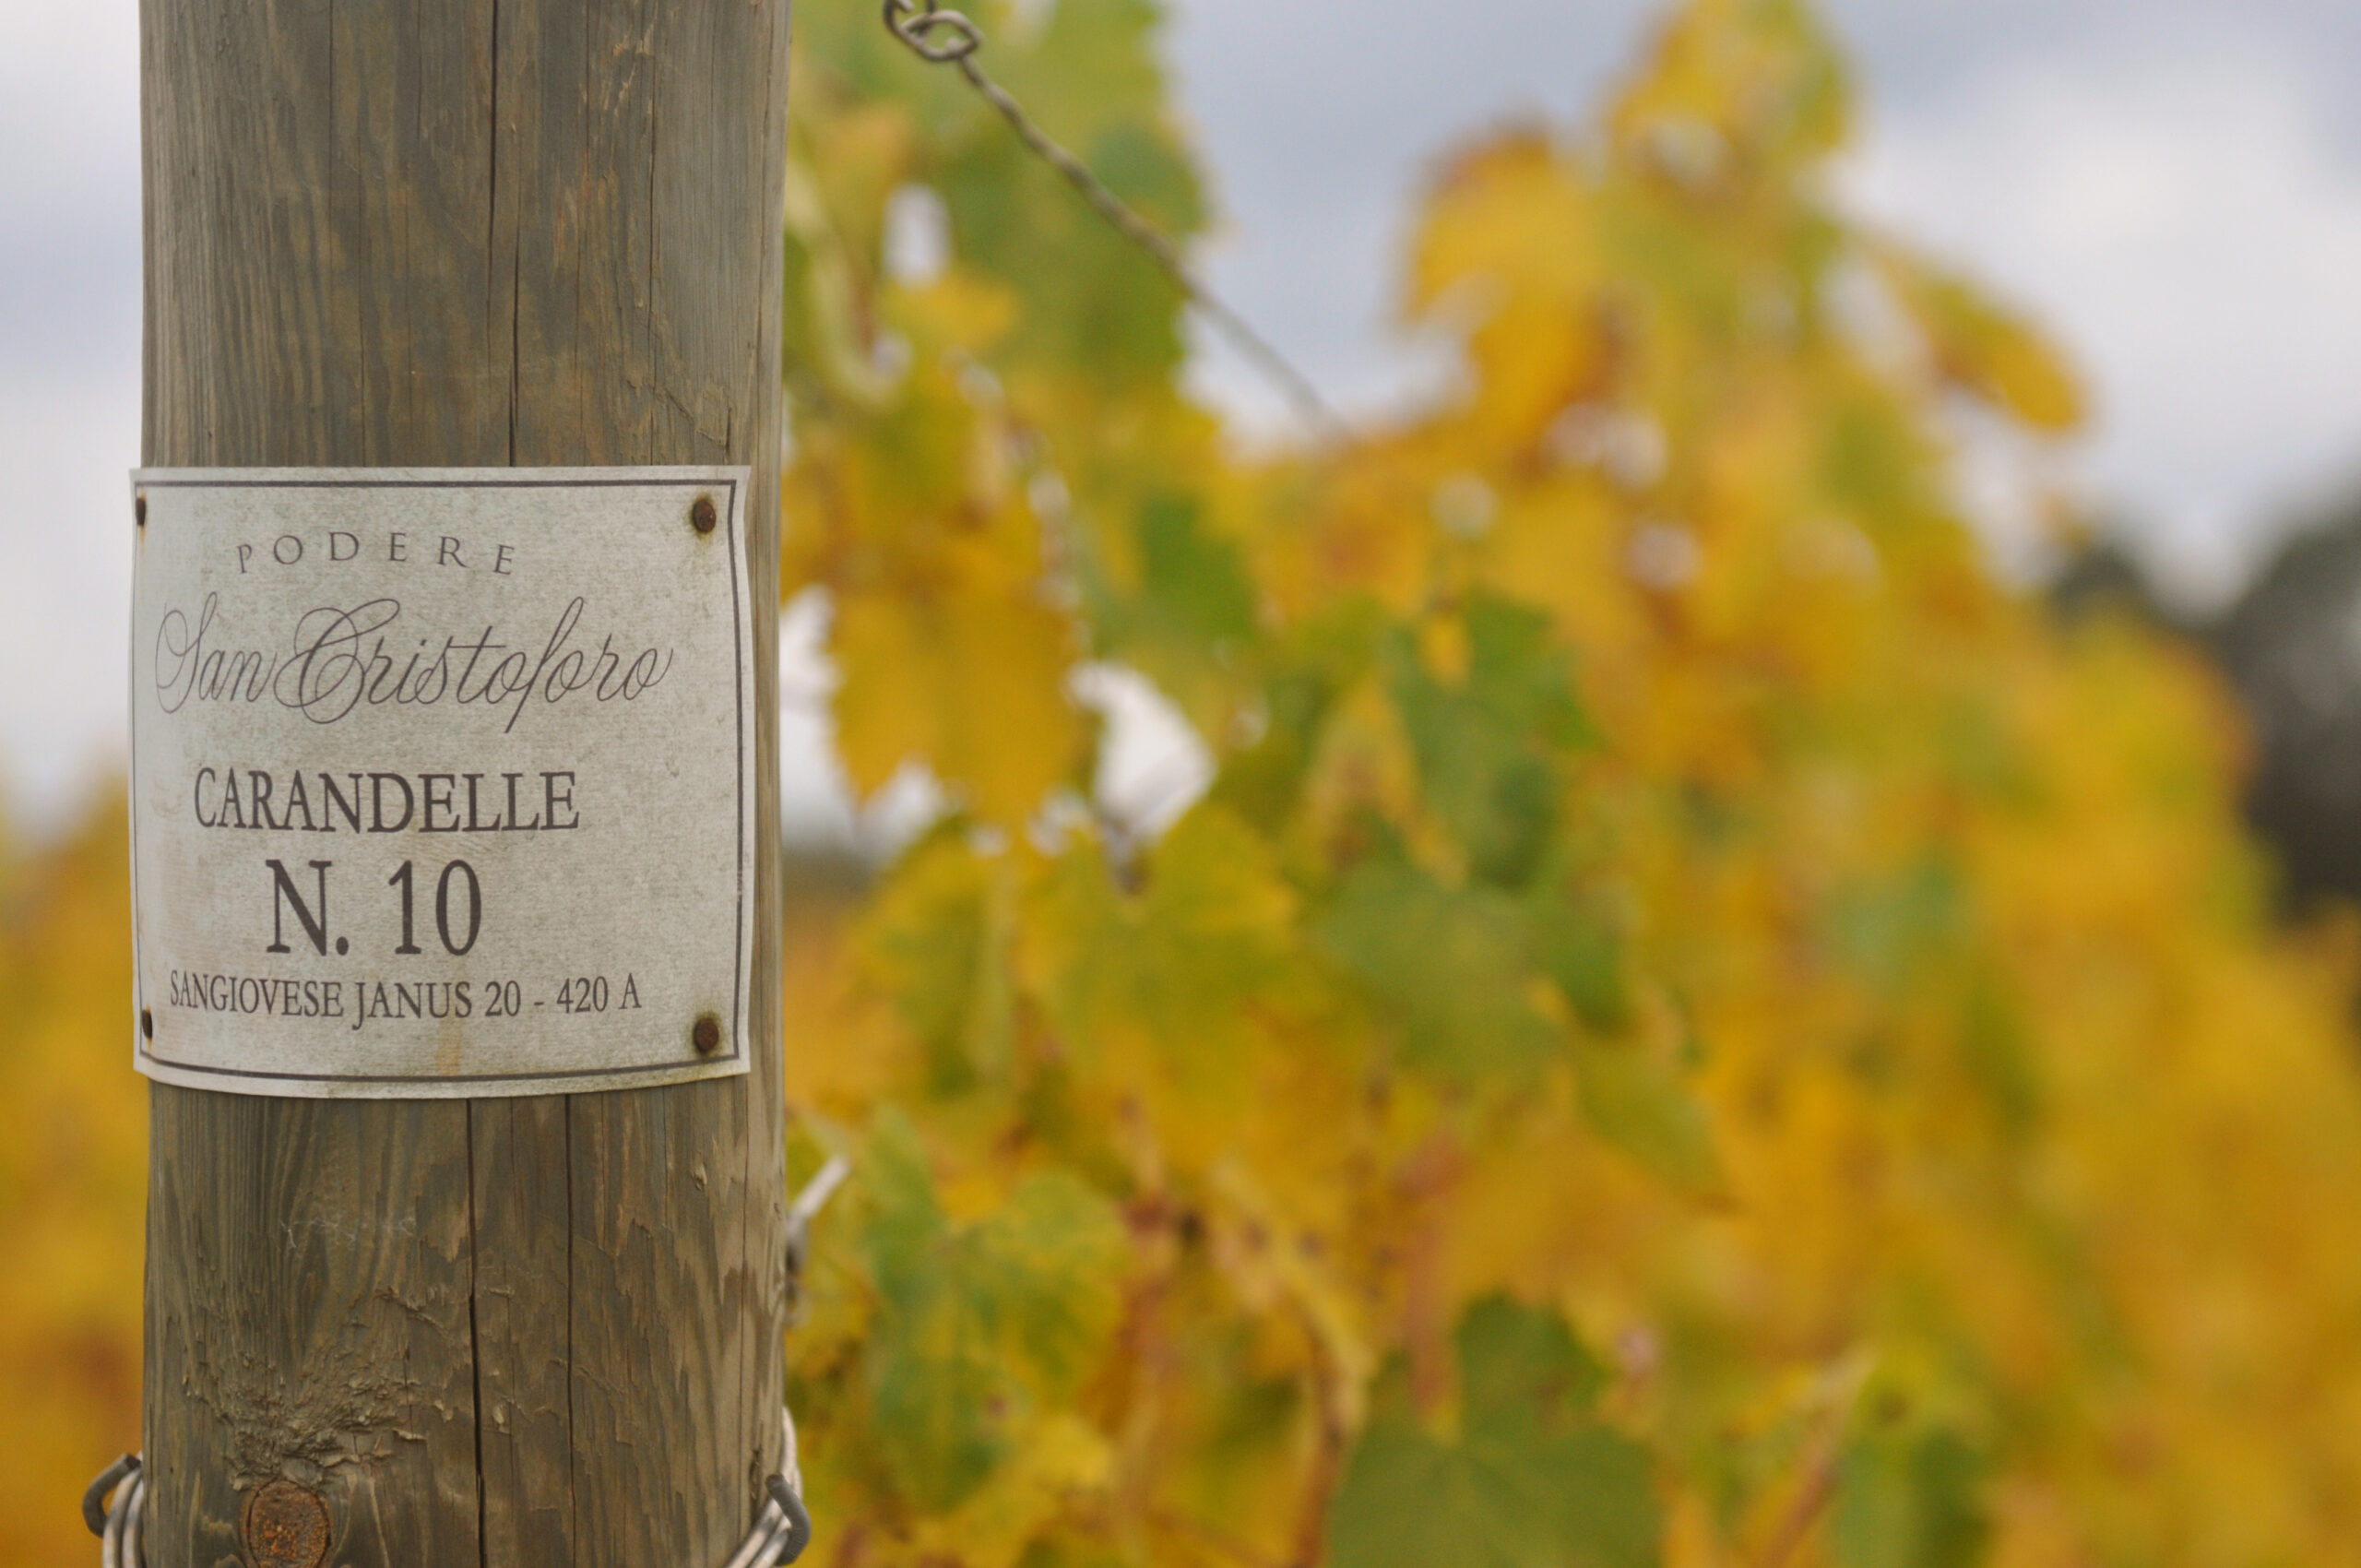 PODERE
San Cristoforo
CARANDELLE
N. 10
SANGIOVESE JANUS 20 - 420 A